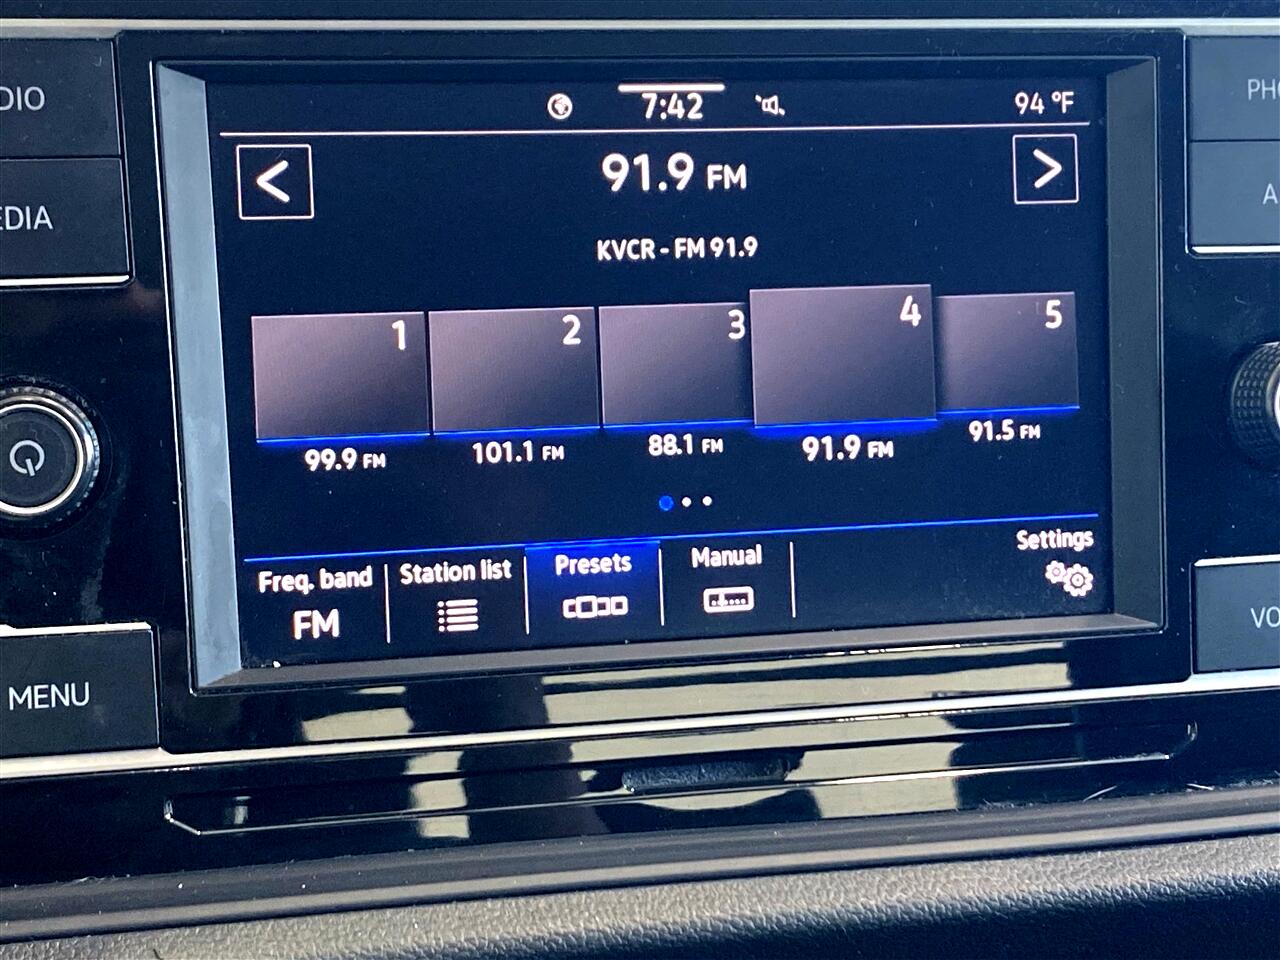 DIO
EDIA
MENU
7:42
94 °F
<
91.9 FM
>
KVCR - FM 91.9
1
2
3
4
5
99.9 FM
101.1 FM
88.1 FM
91.9 FM
91.5 FM
Freq. band
FM
Station list
Presets
Manual
Settings
PHO
A
VO